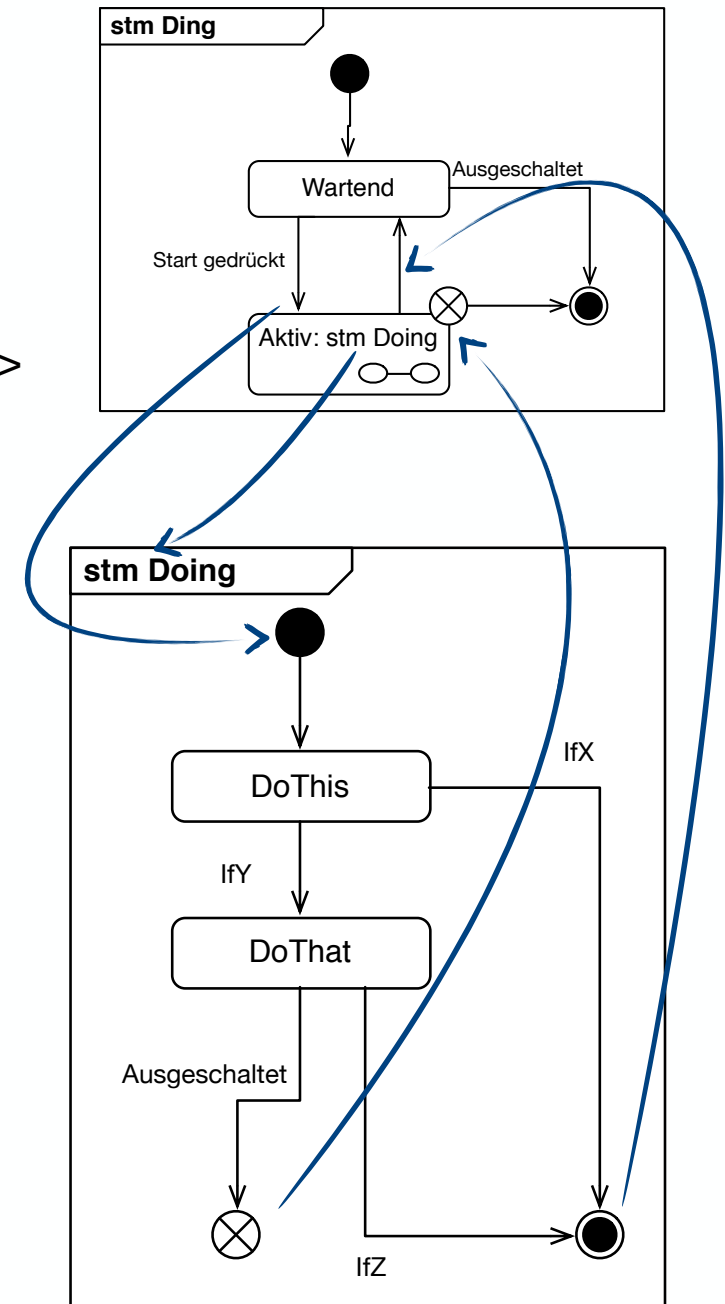 stm Ding
Wartend
Ausgeschaltet
Start gedrückt
Aktiv: stm Doing
>
stm Doing
IfX
DoThis
IfY
DoThat
Ausgeschaltet
IfZ